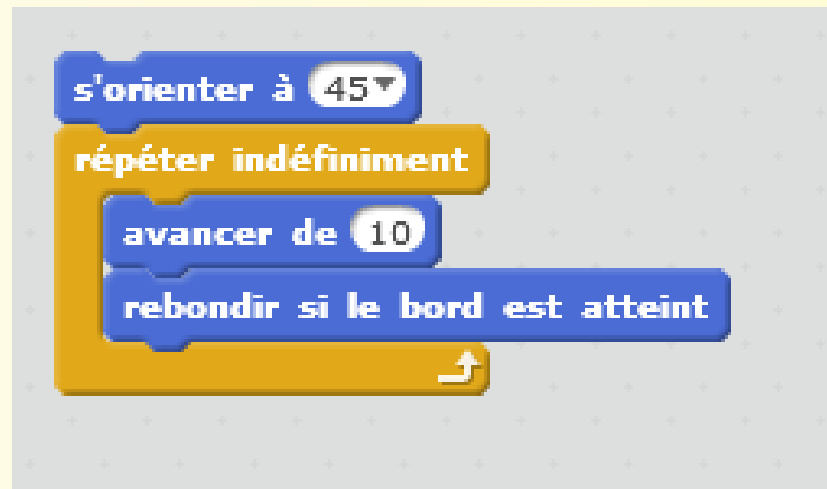 s'orienter à 45
répéter indéfiniment
avancer de 10
rebondir si le bord est atteint